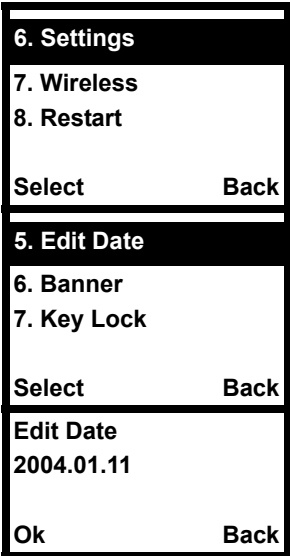 6. Settings
7. Wireless
8. Restart
Select Back
5. Edit Date
6. Banner
7. Key Lock
Select Back
Edit Date
2004.01.11
Ok Back